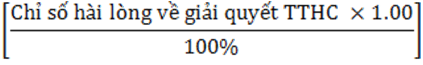 [Chỉ số hài lòng về giải quyết TTHC × 1.00
100%]